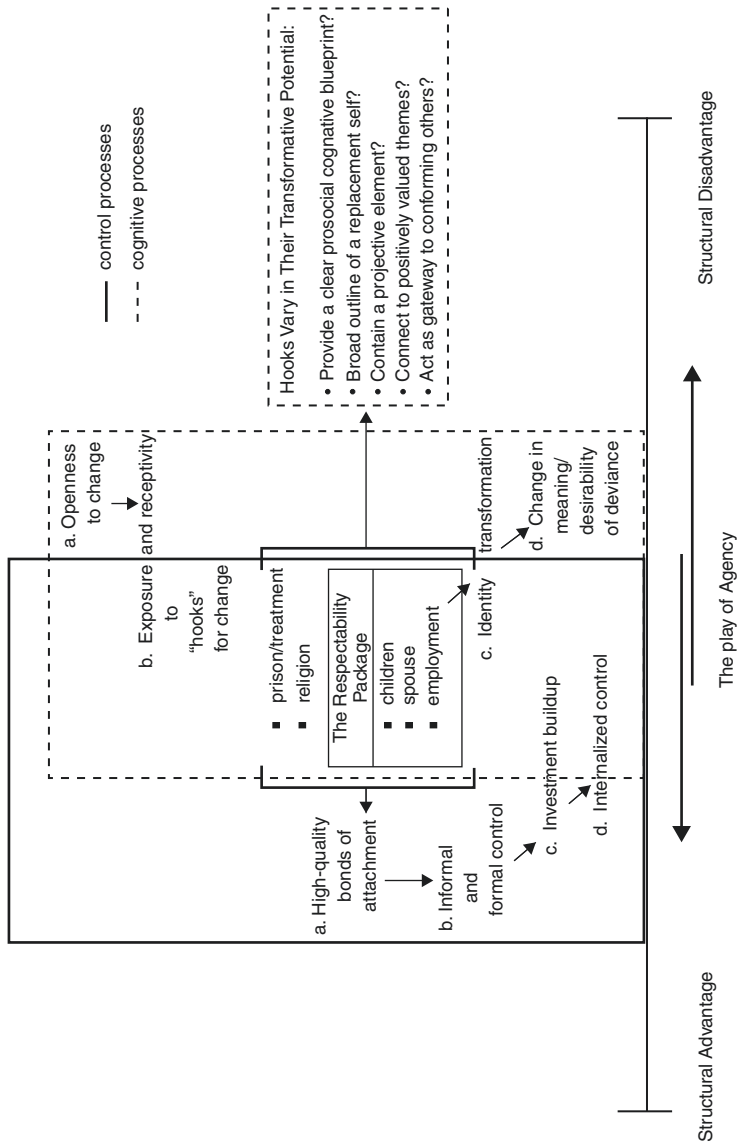 control processes
cognitive processes
a. Openness
to change
b. Exposure and receptivity
to
“hooks”
for change
▪ prison/treatment
▪ religion
The Respectability
Package
▪ children
▪ spouse
▪ employment
c. Identity transformation
d. Change in
meaning/
desirability
of deviance
a. High-quality
bonds of
attachment
b. Informal
and
formal control
c. Investment buildup
d. Internalized control
Hooks Vary in Their Transformative Potential:
• Provide a clear prosocial cognative blueprint?
• Broad outline of a replacement self?
• Contain a projective element?
• Connect to positively valued themes?
• Act as gateway to conforming others?
Structural Advantage
Structural Disadvantage
The play of Agency